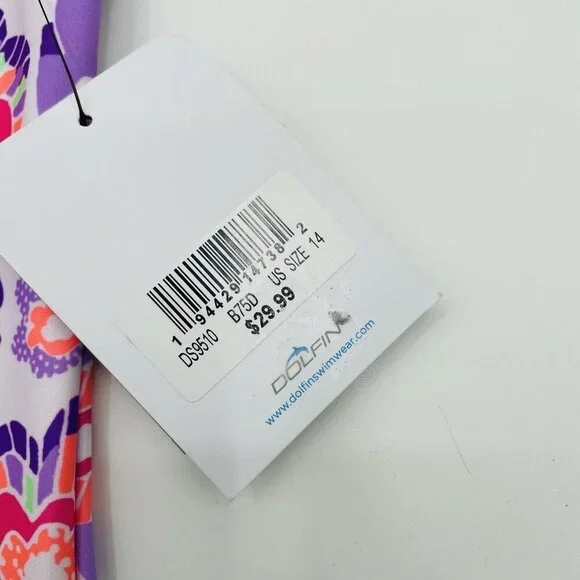 1 94429 14738 2
DS9510 B75D US SIZE 14
$29.99
DOLFIN
www.dolfinswimwear.com